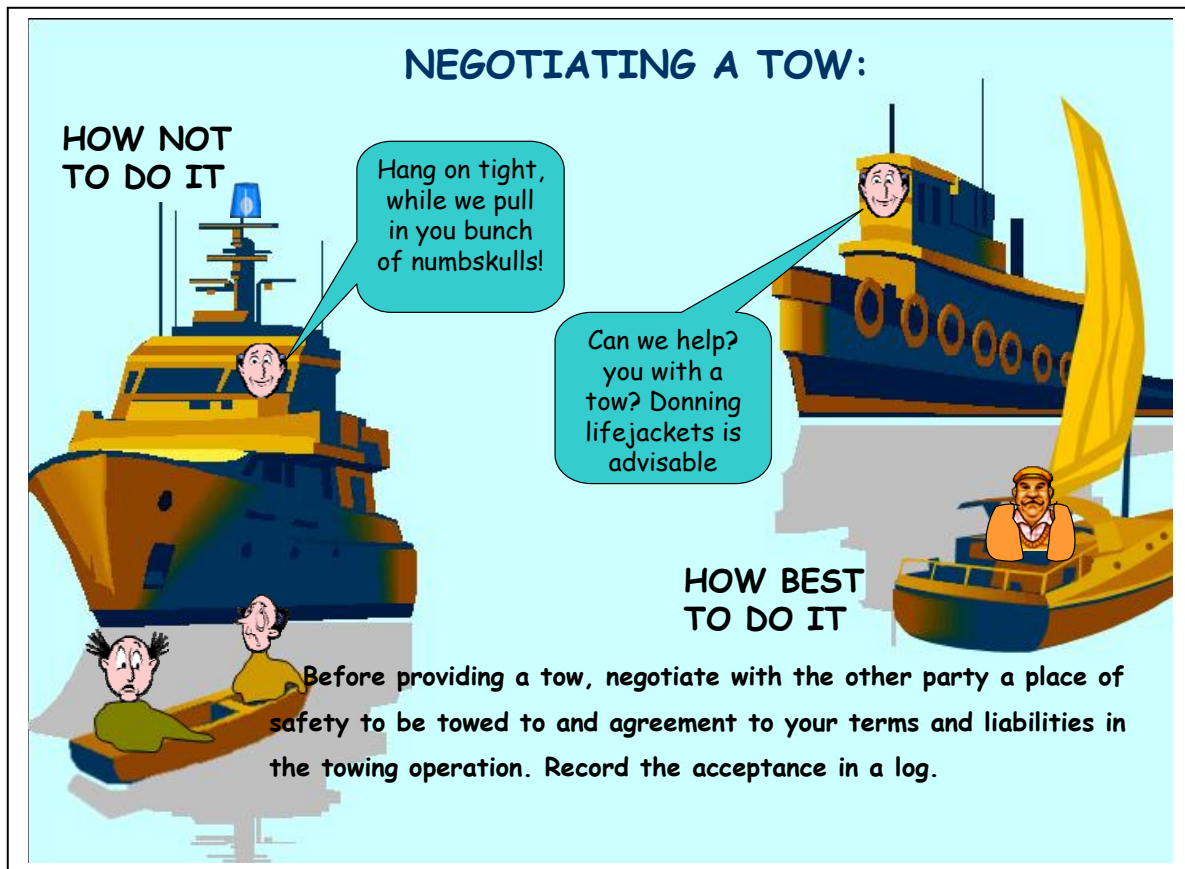 NEGOTIATING A TOW:
HOW NOT
TO DO IT
Hang on tight,
while we pull
in you bunch
of numbskulls!
Can we help?
you with a
tow? Donning
lifejackets is
advisable
HOW BEST
TO DO IT
Before providing a tow, negotiate with the other party a place of
safety to be towed to and agreement to your terms and liabilities in
the towing operation. Record the acceptance in a log.